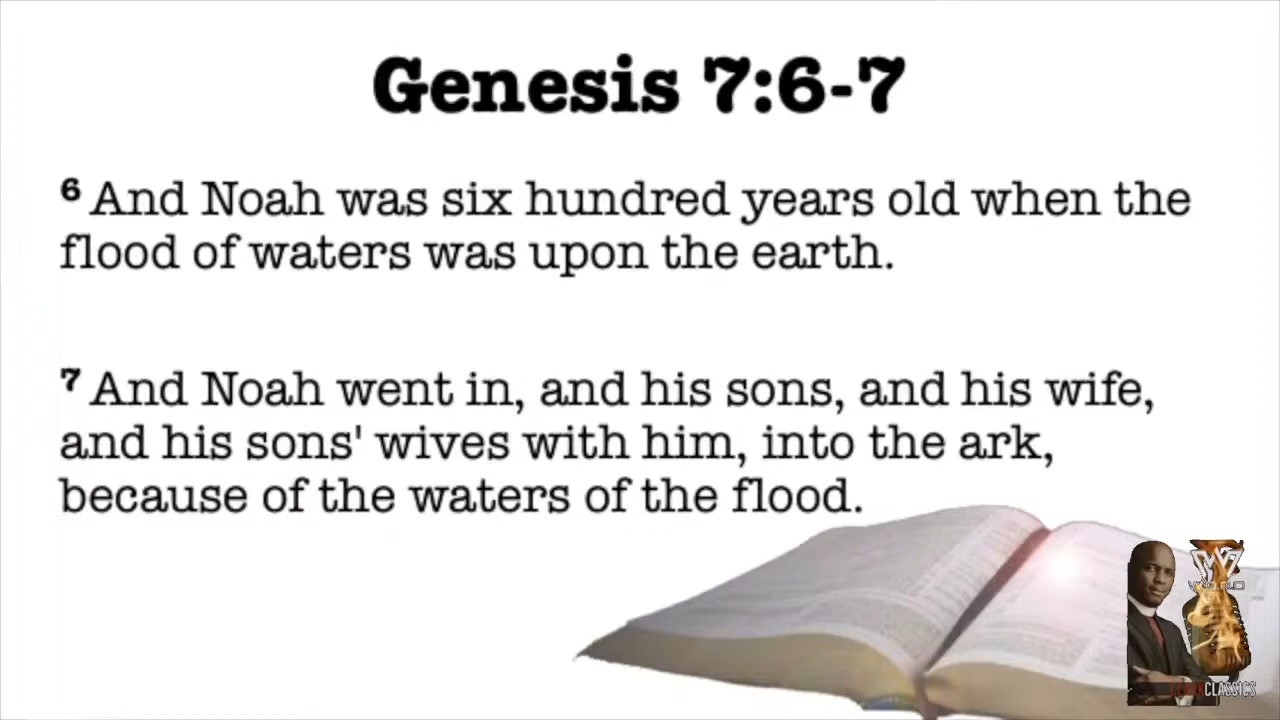 Genesis 7:6-7
6 And Noah was six hundred years old when the
flood of waters was upon the earth.
7 And Noah went in, and his sons, and his wife,
and his sons' wives with him, into the ark,
because of the waters of the flood.
CLASSICS